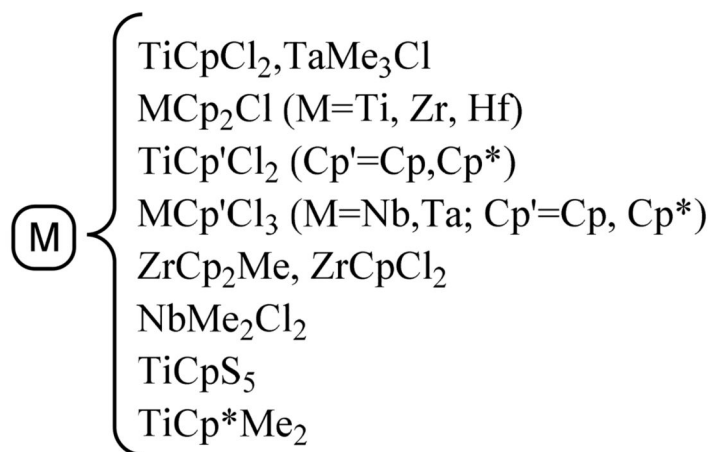 TiCpCl₂,TaMe₃Cl
MCp₂Cl (M=Ti, Zr, Hf)
TiCp'Cl₂ (Cp'=Cp,Cp*)
M
MCp'Cl₃ (M=Nb,Ta; Cp'=Cp, Cp*)
ZrCp₂Me, ZrCpCl₂
NbMe₂Cl₂
TiCpS₅
TiCp*Me₂